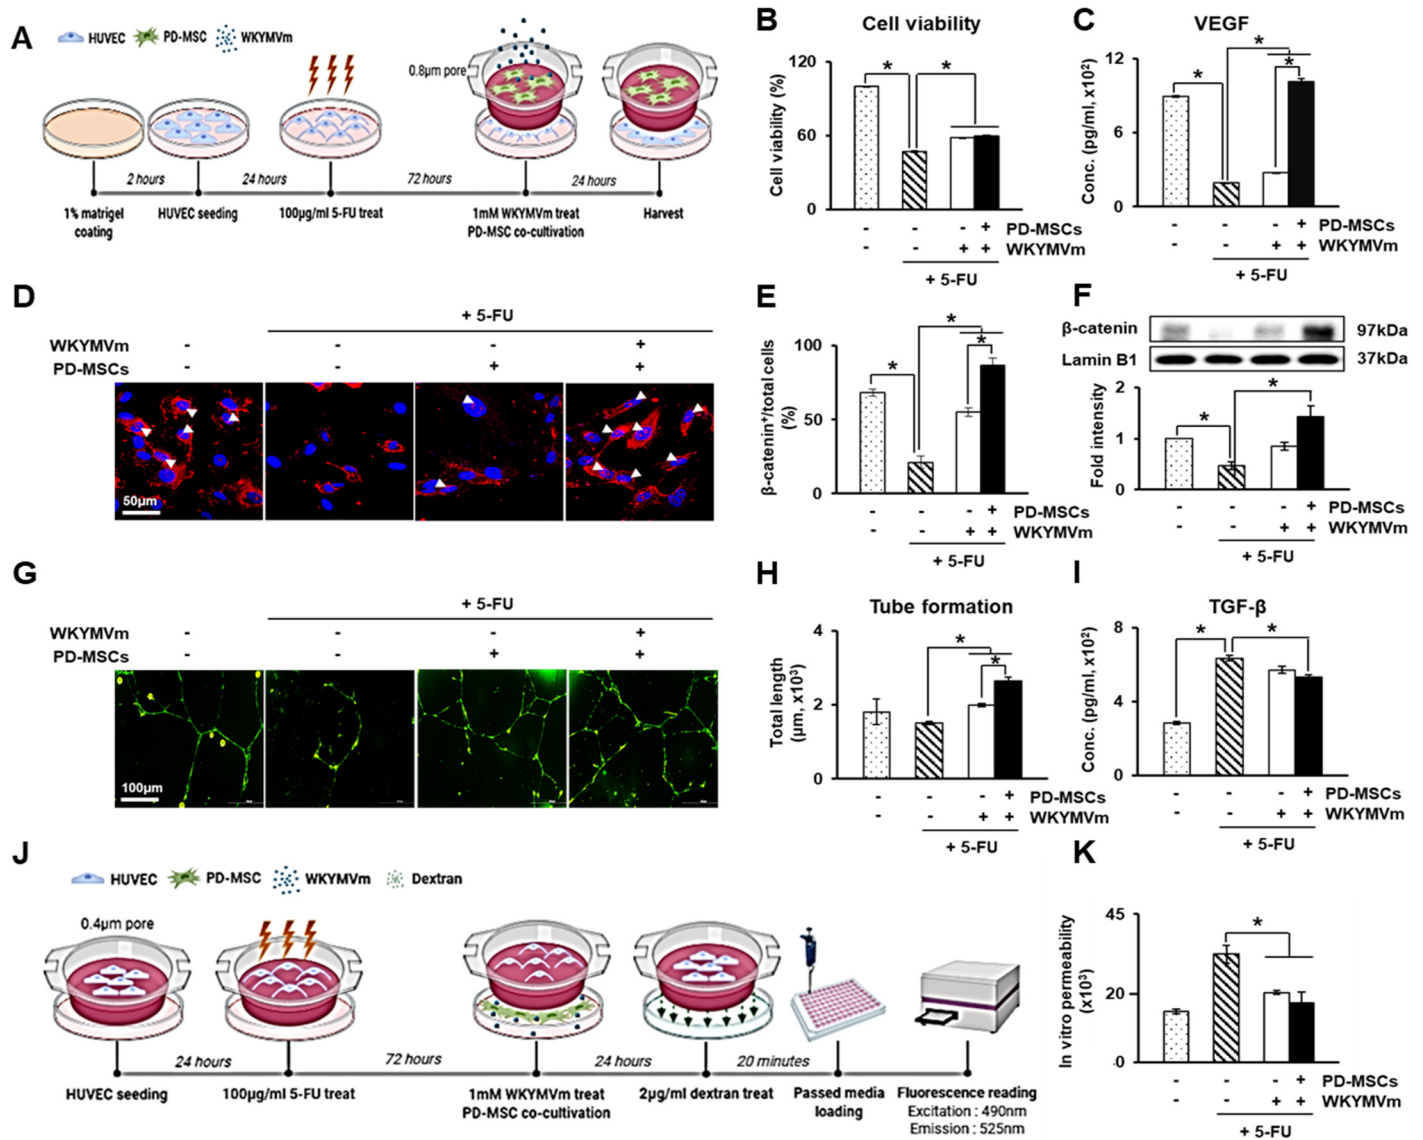 A
HUVEC PD-MSC WKYMVm
0.8μm pore
2 hours 24 hours 72 hours 24 hours
1% matrigel coating
HUVEC seeding
100μg/ml 5-FU treat
1mM WKYMVm treat
PD-MSC co-cultivation
Harvest
B
Cell viability
Cell viability (%)
120
60
0
* *
- - - + PD-MSCs
- - + + WKYMVm
+ 5-FU
C
VEGF
Conc. (pg/ml, x10²)
12
6
0
* * *
- - - + PD-MSCs
- - + + WKYMVm
+ 5-FU
D
+ 5-FU
WKYMVm - - - +
PD-MSCs - - + +
50μm
E
β-catenin⁺/total cells
(%)
100
50
0
* * *
- - - + PD-MSCs
- - + + WKYMVm
+ 5-FU
F
β-catenin 97kDa
Lamin B1 37kDa
Fold intensity
2
1
0
* *
- - - + PD-MSCs
- - + + WKYMVm
+ 5-FU
G
+ 5-FU
WKYMVm - - - +
PD-MSCs - - + +
100μm
H
Tube formation
Total length
(μm, x10³)
4
2
0
* *
- - - + PD-MSCs
- - + + WKYMVm
+ 5-FU
I
TGF-β
Conc. (pg/ml, x10²)
8
4
0
* *
- - - + PD-MSCs
- - + + WKYMVm
+ 5-FU
J
HUVEC PD-MSC WKYMVm Dextran
0.4μm pore
24 hours 72 hours 24 hours 20 minutes
HUVEC seeding
100μg/ml 5-FU treat
1mM WKYMVm treat
PD-MSC co-cultivation
2μg/ml dextran treat
Passed media
loading
Fluorescence reading
Excitation : 490nm
Emission : 525nm
K
In vitro permeability
(x10³)
45
20
0
*
- - - + PD-MSCs
- - + + WKYMVm
+ 5-FU